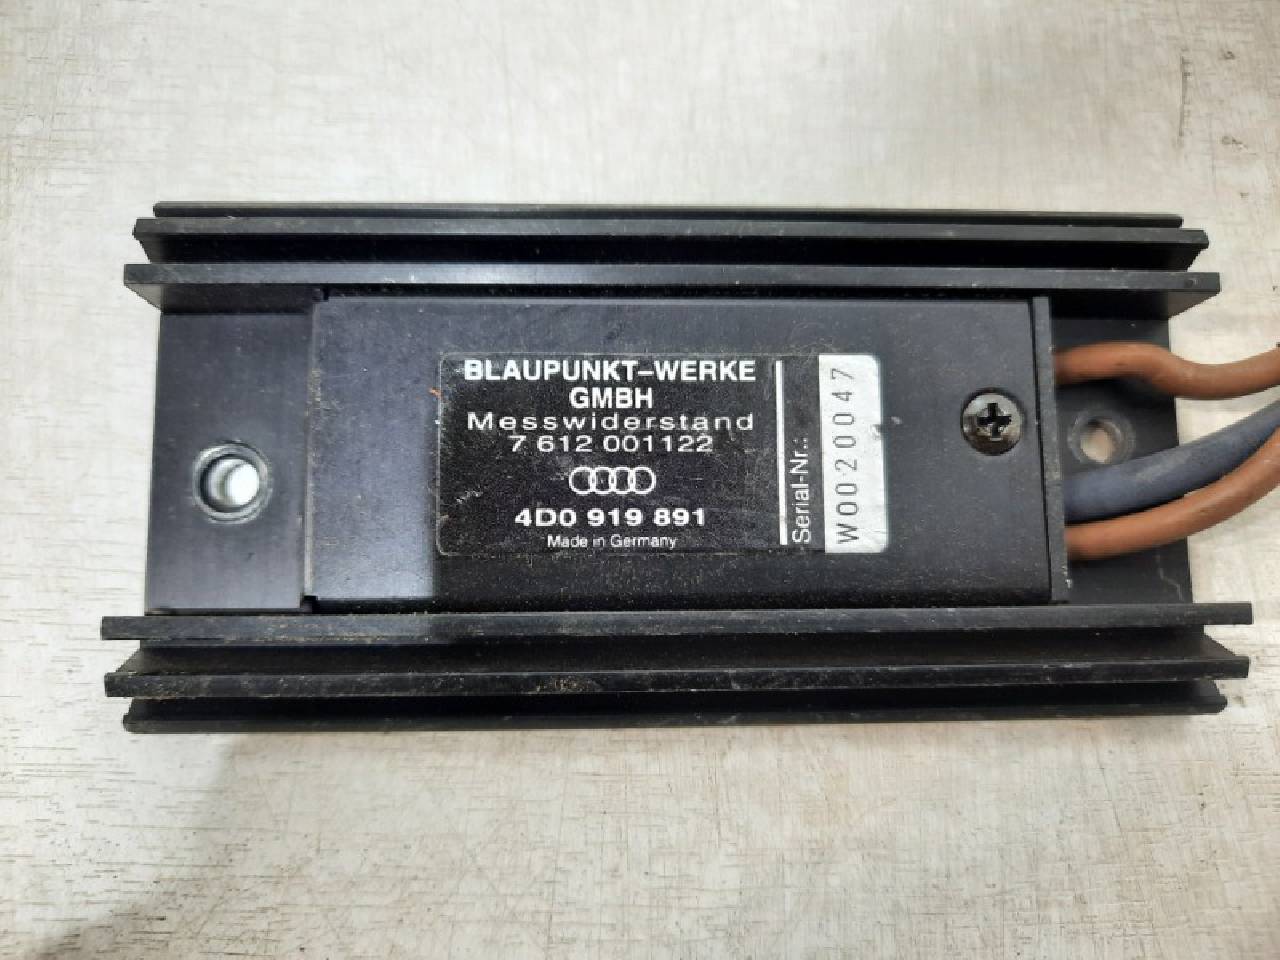 BLAUPUNKT-WERKE
GMBH
Messwiderstand
7 612 001122
4D0 919 891
Made in Germany
Serial-Nr.:
W0020047